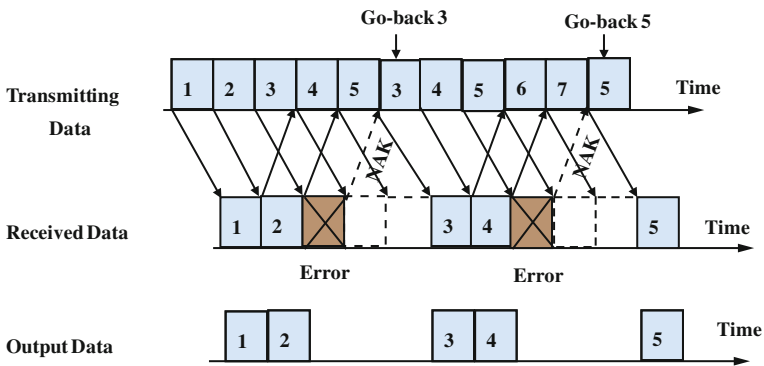 Go-back 3 Go-back 5
Transmitting Data
1 2 3 4 5 3 4 5 6 7 5
Time
NAK NAK
Received Data
1 2 3 4 5
Time
Error Error
Output Data
1 2 3 4 5
Time